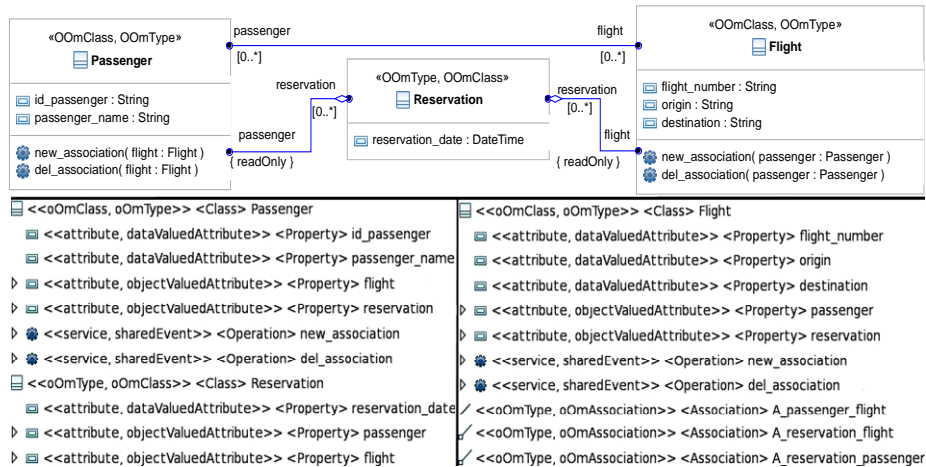 «OOmClass, OOmType»
Passenger
id_passenger : String
passenger_name : String
new_association( flight : Flight )
del_association( flight : Flight )
passenger
[0..*]
flight
[0..*]
«OOmClass, OOmType»
Flight
flight_number : String
origin : String
destination : String
new_association( passenger : Passenger )
del_association( passenger : Passenger )
reservation
[0..*]
passenger
{ readOnly }
«OOmType, OOmClass»
Reservation
reservation_date : DateTime
reservation
[0..*]
flight
{ readOnly }
<<oOmClass, oOmType>> <Class> Passenger
<<attribute, dataValuedAttribute>> <Property> id_passenger
<<attribute, dataValuedAttribute>> <Property> passenger_name
<<attribute, objectValuedAttribute>> <Property> flight
<<attribute, objectValuedAttribute>> <Property> reservation
<<service, sharedEvent>> <Operation> new_association
<<service, sharedEvent>> <Operation> del_association
<<oOmType, oOmClass>> <Class> Reservation
<<attribute, dataValuedAttribute>> <Property> reservation_date
<<attribute, objectValuedAttribute>> <Property> passenger
<<attribute, objectValuedAttribute>> <Property> flight
<<oOmClass, oOmType>> <Class> Flight
<<attribute, dataValuedAttribute>> <Property> flight_number
<<attribute, dataValuedAttribute>> <Property> origin
<<attribute, dataValuedAttribute>> <Property> destination
<<attribute, objectValuedAttribute>> <Property> passenger
<<attribute, objectValuedAttribute>> <Property> reservation
<<service, sharedEvent>> <Operation> new_association
<<service, sharedEvent>> <Operation> del_association
<<oOmType, oOmAssociation>> <Association> A_passenger_flight
<<oOmType, oOmAssociation>> <Association> A_reservation_flight
<<oOmType, oOmAssociation>> <Association> A_reservation_passenger